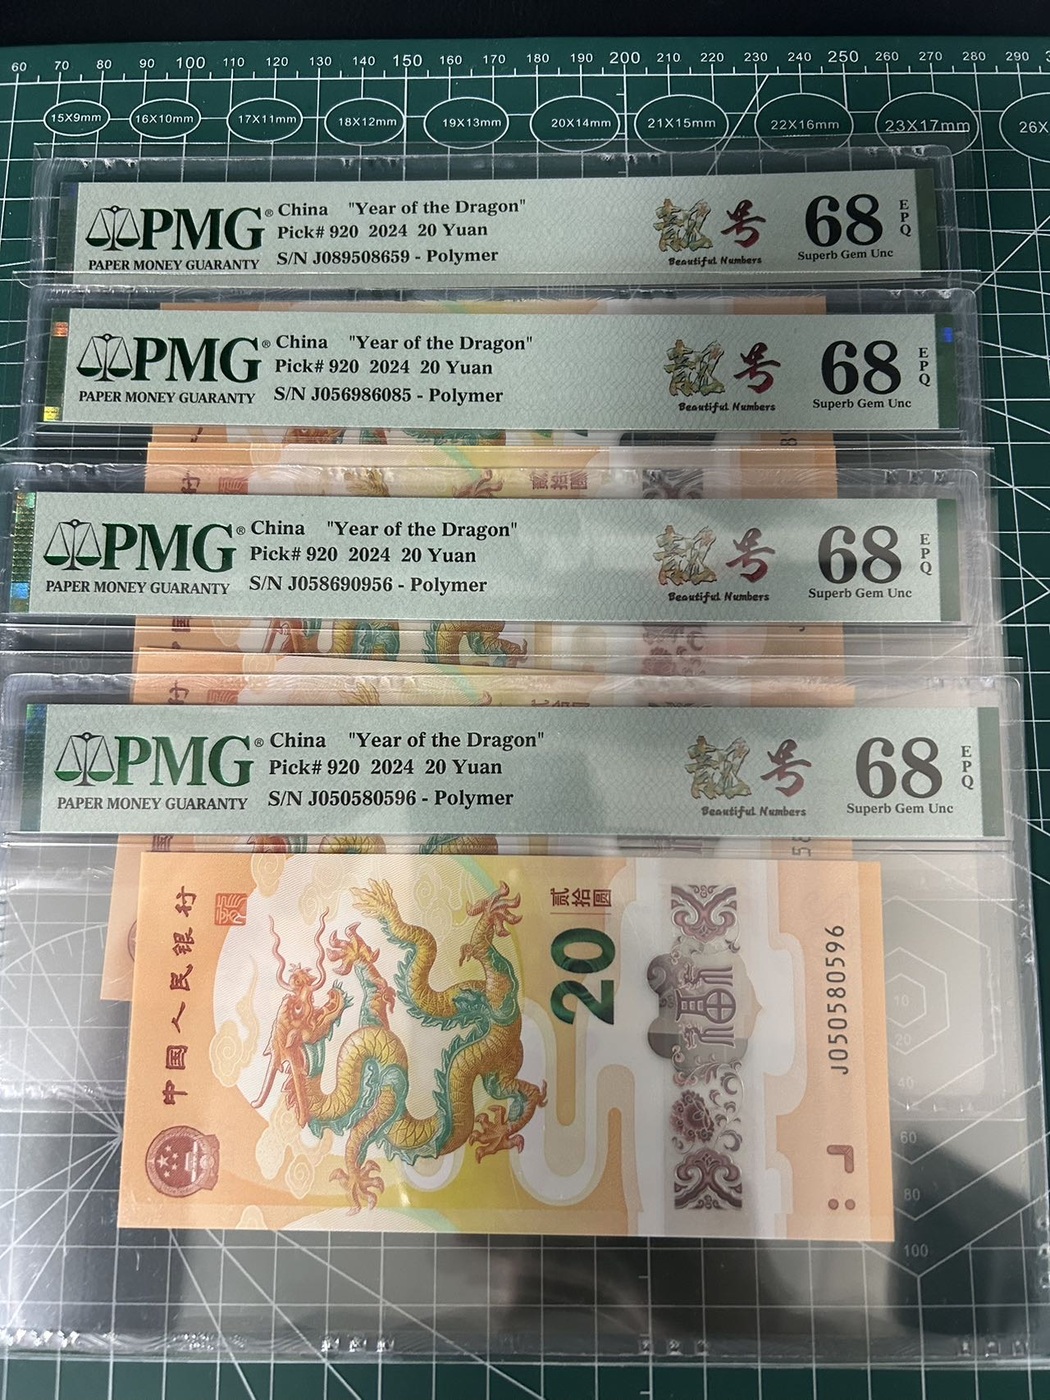 60 70 80 90 100 110 120 130 140 150 160 170 180 190 200 210 220 230 240 250 260 270 280 290
15X9mm 16X10mm 17X11mm 18X12mm 19X13mm 20X14mm 21X15mm 22X16mm 23X17mm 26X
PMG®
PAPER MONEY GUARANTY
China "Year of the Dragon"
Pick# 920 2024 20 Yuan
S/N J089508659 - Polymer
靓号
Beautiful Numbers
68
Superb Gem Unc
EPQ
PMG®
PAPER MONEY GUARANTY
China "Year of the Dragon"
Pick# 920 2024 20 Yuan
S/N J056986085 - Polymer
靓号
Beautiful Numbers
68
Superb Gem Unc
EPQ
贰拾圆
PMG®
PAPER MONEY GUARANTY
China "Year of the Dragon"
Pick# 920 2024 20 Yuan
S/N J058690956 - Polymer
靓号
Beautiful Numbers
68
Superb Gem Unc
EPQ
PMG®
PAPER MONEY GUARANTY
China "Year of the Dragon"
Pick# 920 2024 20 Yuan
S/N J050580596 - Polymer
靓号
Beautiful Numbers
68
Superb Gem Unc
EPQ
中国人民银行
贰拾圆
20
J050580596
10
20
40
60
80
100